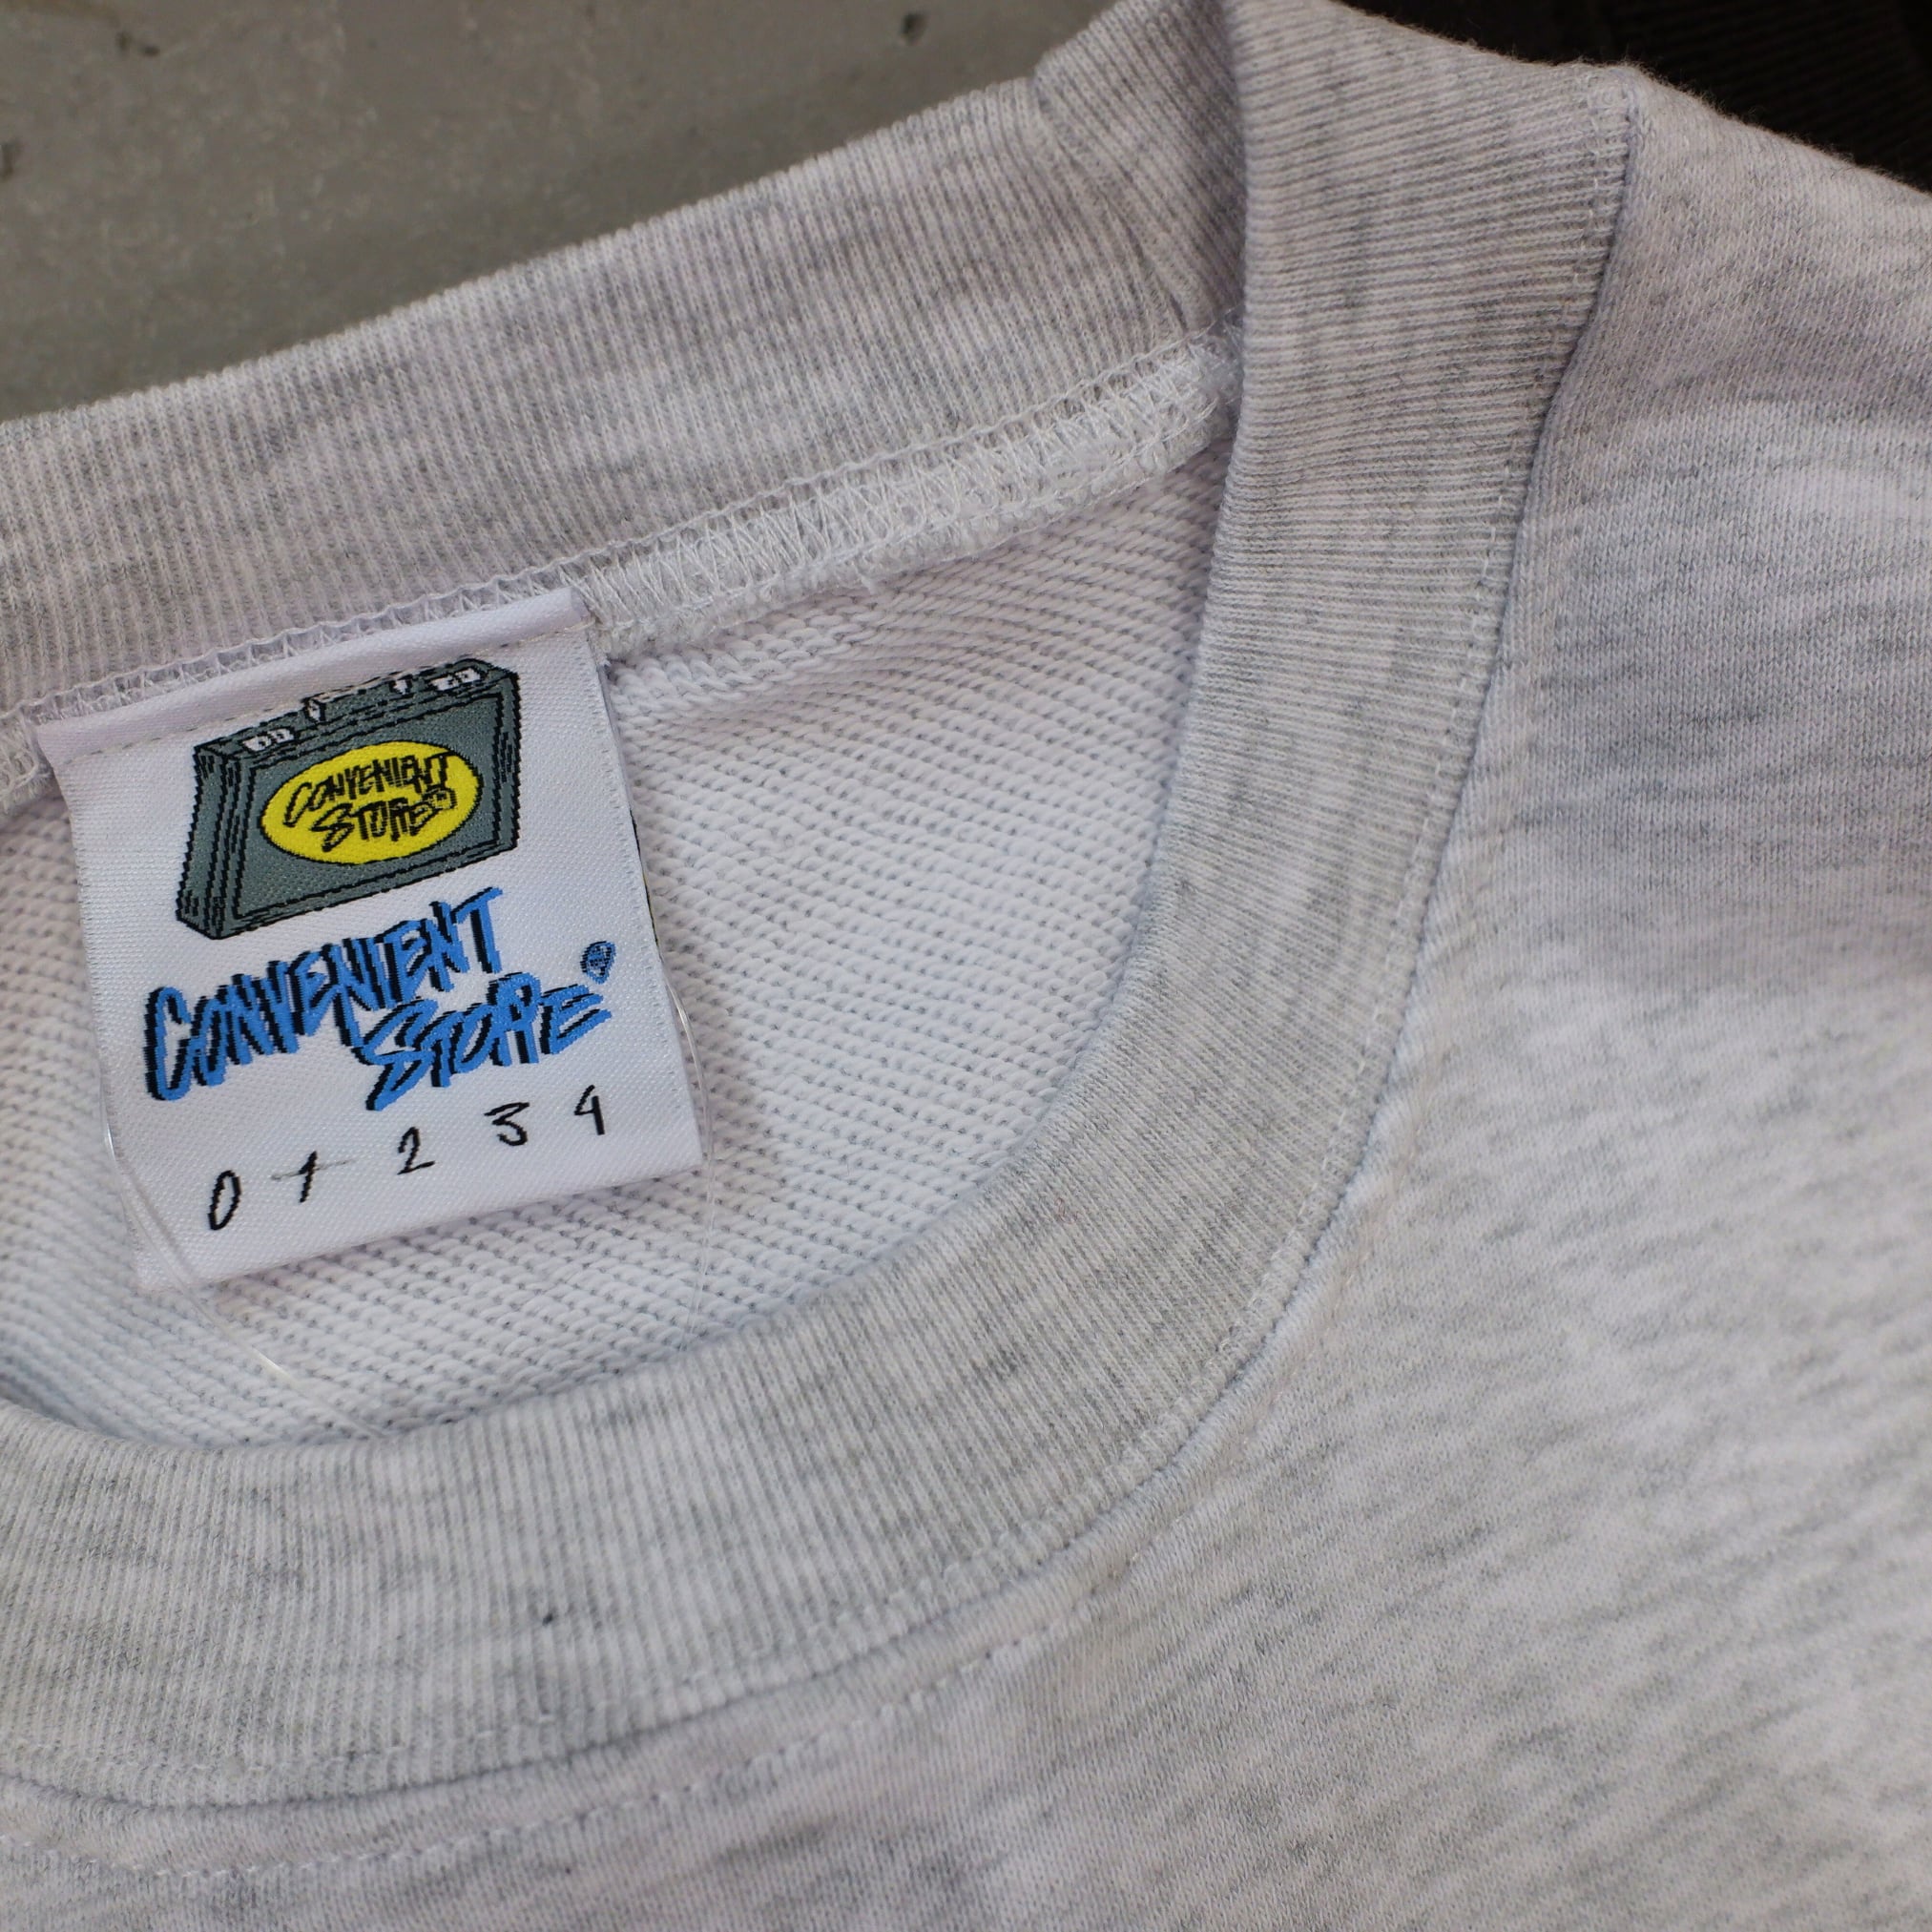 CONVENIENT
STORE
CONVENIENT
STORE
0 1 2 3 4